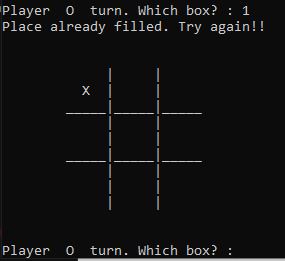 Player  O  turn. Which box? : 1
Place already filled. Try again!!
X
Player  O  turn. Which box? :